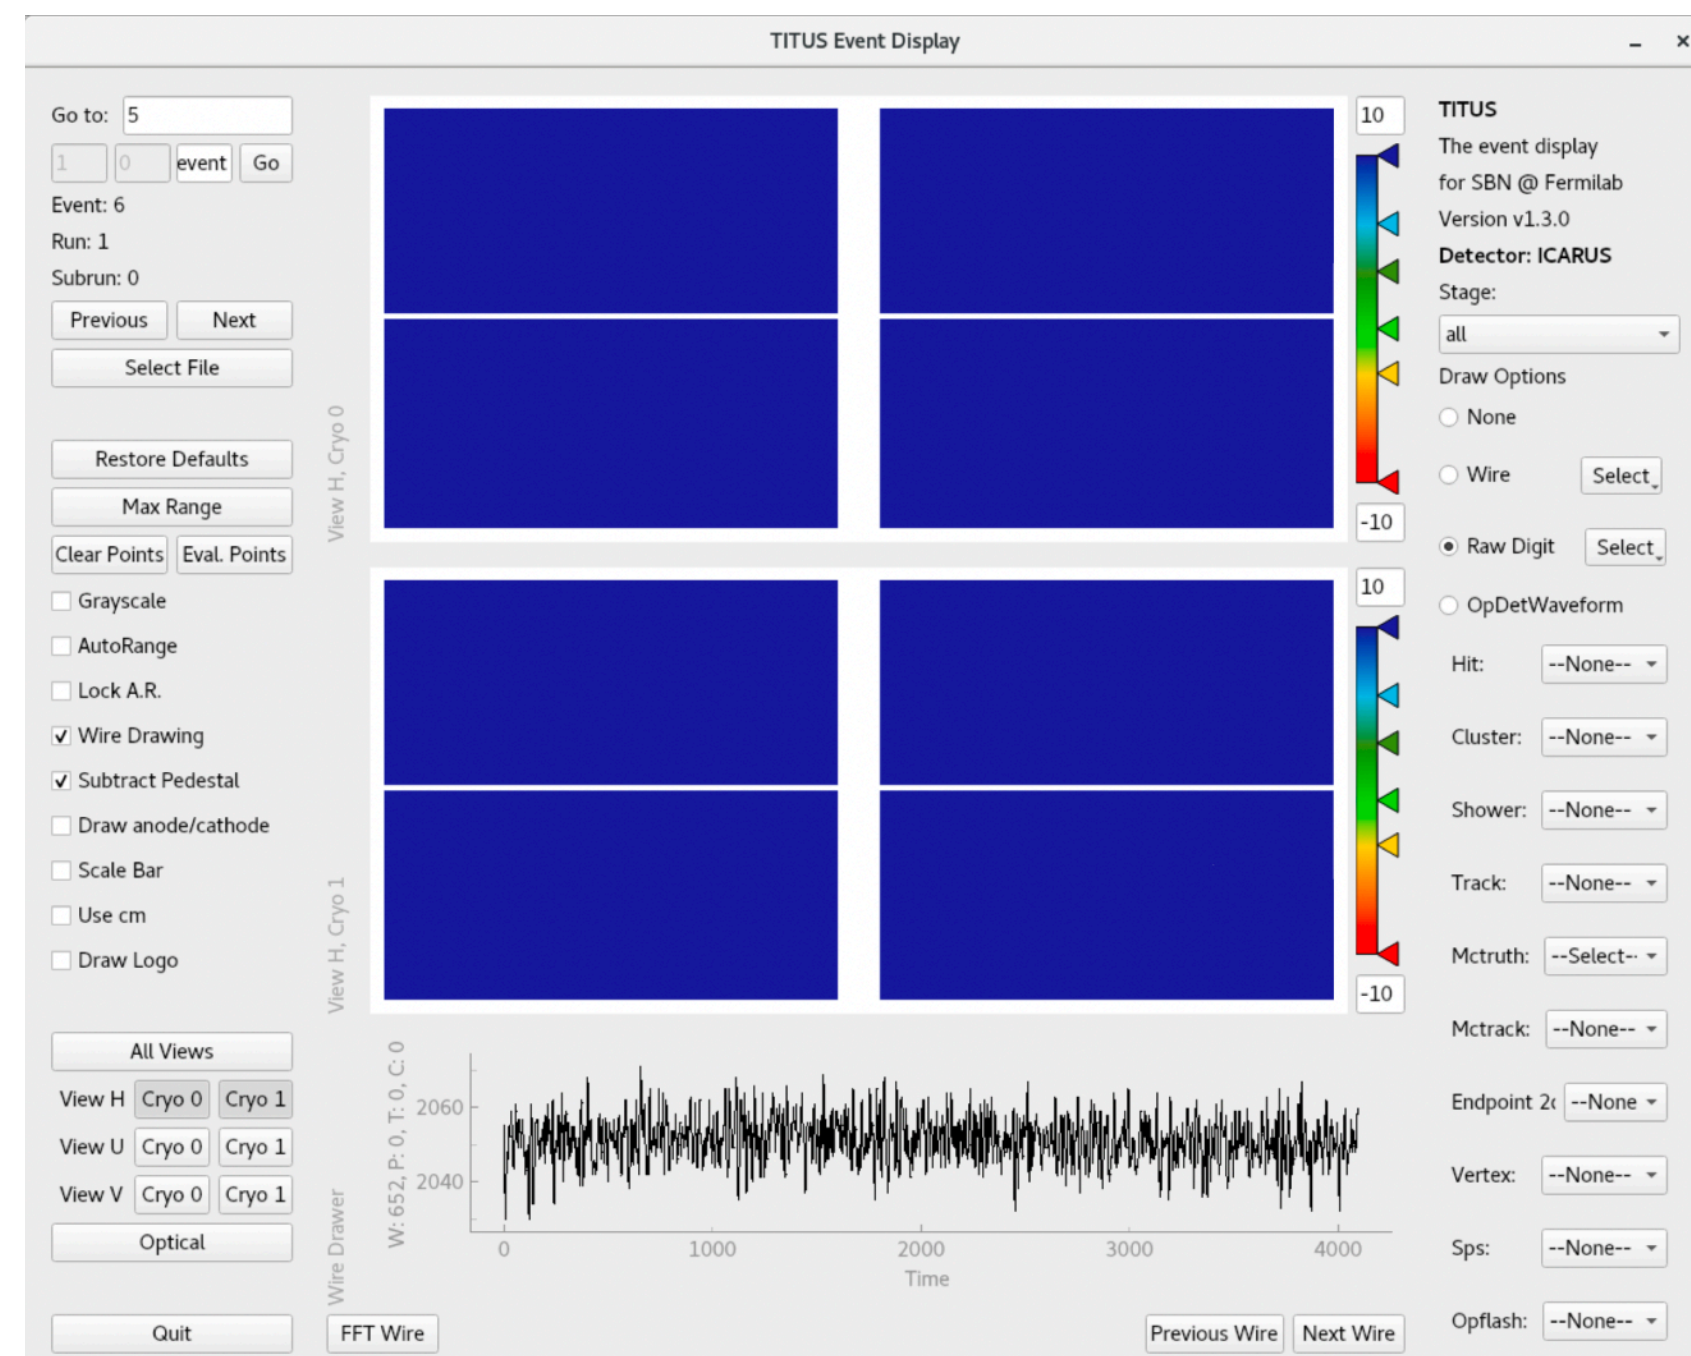 TITUS Event Display
Go to: 5
1 0 event Go
Event: 6
Run: 1
Subrun: 0
Previous Next
Select File
Restore Defaults
Max Range
Clear Points Eval. Points
Grayscale
AutoRange
Lock A.R.
Wire Drawing
Subtract Pedestal
Draw anode/cathode
Scale Bar
Use cm
Draw Logo
All Views
View H Cryo 0 Cryo 1
View U Cryo 0 Cryo 1
View V Cryo 0 Cryo 1
Optical
Quit
View H, Cryo 0
10
-10
View H, Cryo 1
10
-10
Wire Drawer
W: 652, P: 0, T: 0, C: 0
2060
2040
0 1000 2000 3000 4000
Time
FFT Wire Previous Wire Next Wire
TITUS
The event display
for SBN @ Fermilab
Version v1.3.0
Detector: ICARUS
Stage:
all
Draw Options
None
Wire Select
Raw Digit Select
OpDetWaveform
Hit: --None--
Cluster: --None--
Shower: --None--
Track: --None--
Mctruth: --Select--
Mctrack: --None--
Endpoint 2d --None
Vertex: --None--
Sps: --None--
Opflash: --None--